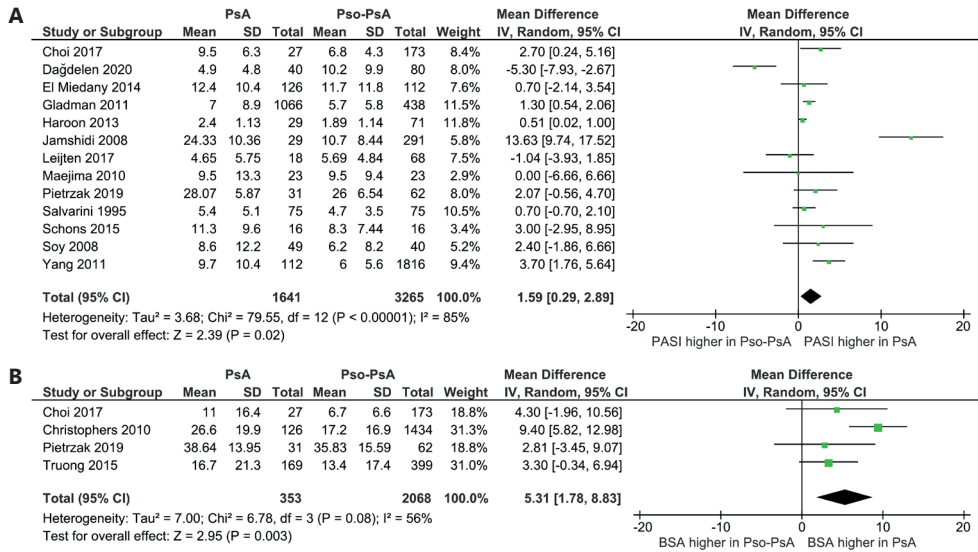 A
PsA Pso-PsA Mean Difference Mean Difference
Study or Subgroup Mean SD Total Mean SD Total Weight IV, Random, 95% CI IV, Random, 95% CI
Choi 2017 9.5 6.3 27 6.8 4.3 173 8.4% 2.70 [0.24, 5.16]
Dağdelen 2020 4.9 4.8 40 10.2 9.9 80 8.0% -5.30 [-7.93, -2.67]
El Miedany 2014 12.4 10.4 126 11.7 11.8 112 7.7% 0.70 [-2.14, 3.54]
Gladman 2011 7 8.9 1066 5.7 5.8 438 11.5% 1.30 [0.54, 2.06]
Haroon 2013 2.4 1.13 29 1.89 1.14 71 11.7% 0.51 [0.02, 1.00]
Jamshidi 2008 24.33 10.36 29 10.7 8.44 291 5.8% 13.63 [9.74, 17.52]
Leijten 2017 4.65 5.75 18 5.69 4.84 68 7.6% -1.04 [-3.93, 1.85]
Maejima 2010 9.5 13.3 23 9.5 9.4 23 2.9% 0.00 [-6.66, 6.66]
Pietrzak 2019 28.07 5.87 31 26 6.54 62 8.0% 2.07 [-0.56, 4.70]
Salvarini 1995 5.4 5.1 75 4.7 3.5 75 10.5% 0.70 [-0.70, 2.10]
Schons 2015 11.3 9.6 16 8.3 7.44 16 3.4% 3.00 [-2.95, 8.95]
Soy 2008 8.6 12.2 49 6.2 8.2 40 5.2% 2.40 [-1.86, 6.66]
Yang 2011 9.7 10.4 112 6 5.6 1816 9.4% 3.70 [1.76, 5.64]
Total (95% CI) 1641 3265 100.0% 1.59 [0.29, 2.89]
Heterogeneity: Tau² = 3.68; Chi² = 79.55, df = 12 (P < 0.00001); I² = 85%
Test for overall effect: Z = 2.39 (P = 0.02)
-20 -10 0 10 20
PASI higher in Pso-PsA PASI higher in PsA
B
PsA Pso-PsA Mean Difference Mean Difference
Study or Subgroup Mean SD Total Mean SD Total Weight IV, Random, 95% CI IV, Random, 95% CI
Choi 2017 11 16.4 27 6.7 6.6 173 18.8% 4.30 [-1.96, 10.56]
Christophers 2010 26.6 19.9 126 17.2 16.9 1434 31.3% 9.40 [5.82, 12.98]
Pietrzak 2019 38.64 13.95 31 35.83 15.59 62 18.8% 2.81 [-3.45, 9.07]
Truong 2015 16.7 21.3 169 13.4 17.4 399 31.0% 3.30 [-0.34, 6.94]
Total (95% CI) 353 2068 100.0% 5.31 [1.78, 8.83]
Heterogeneity: Tau² = 7.00; Chi² = 6.78, df = 3 (P = 0.08); I² = 56%
Test for overall effect: Z = 2.95 (P = 0.003)
-20 -10 0 10 20
BSA higher in Pso-PsA BSA higher in PsA